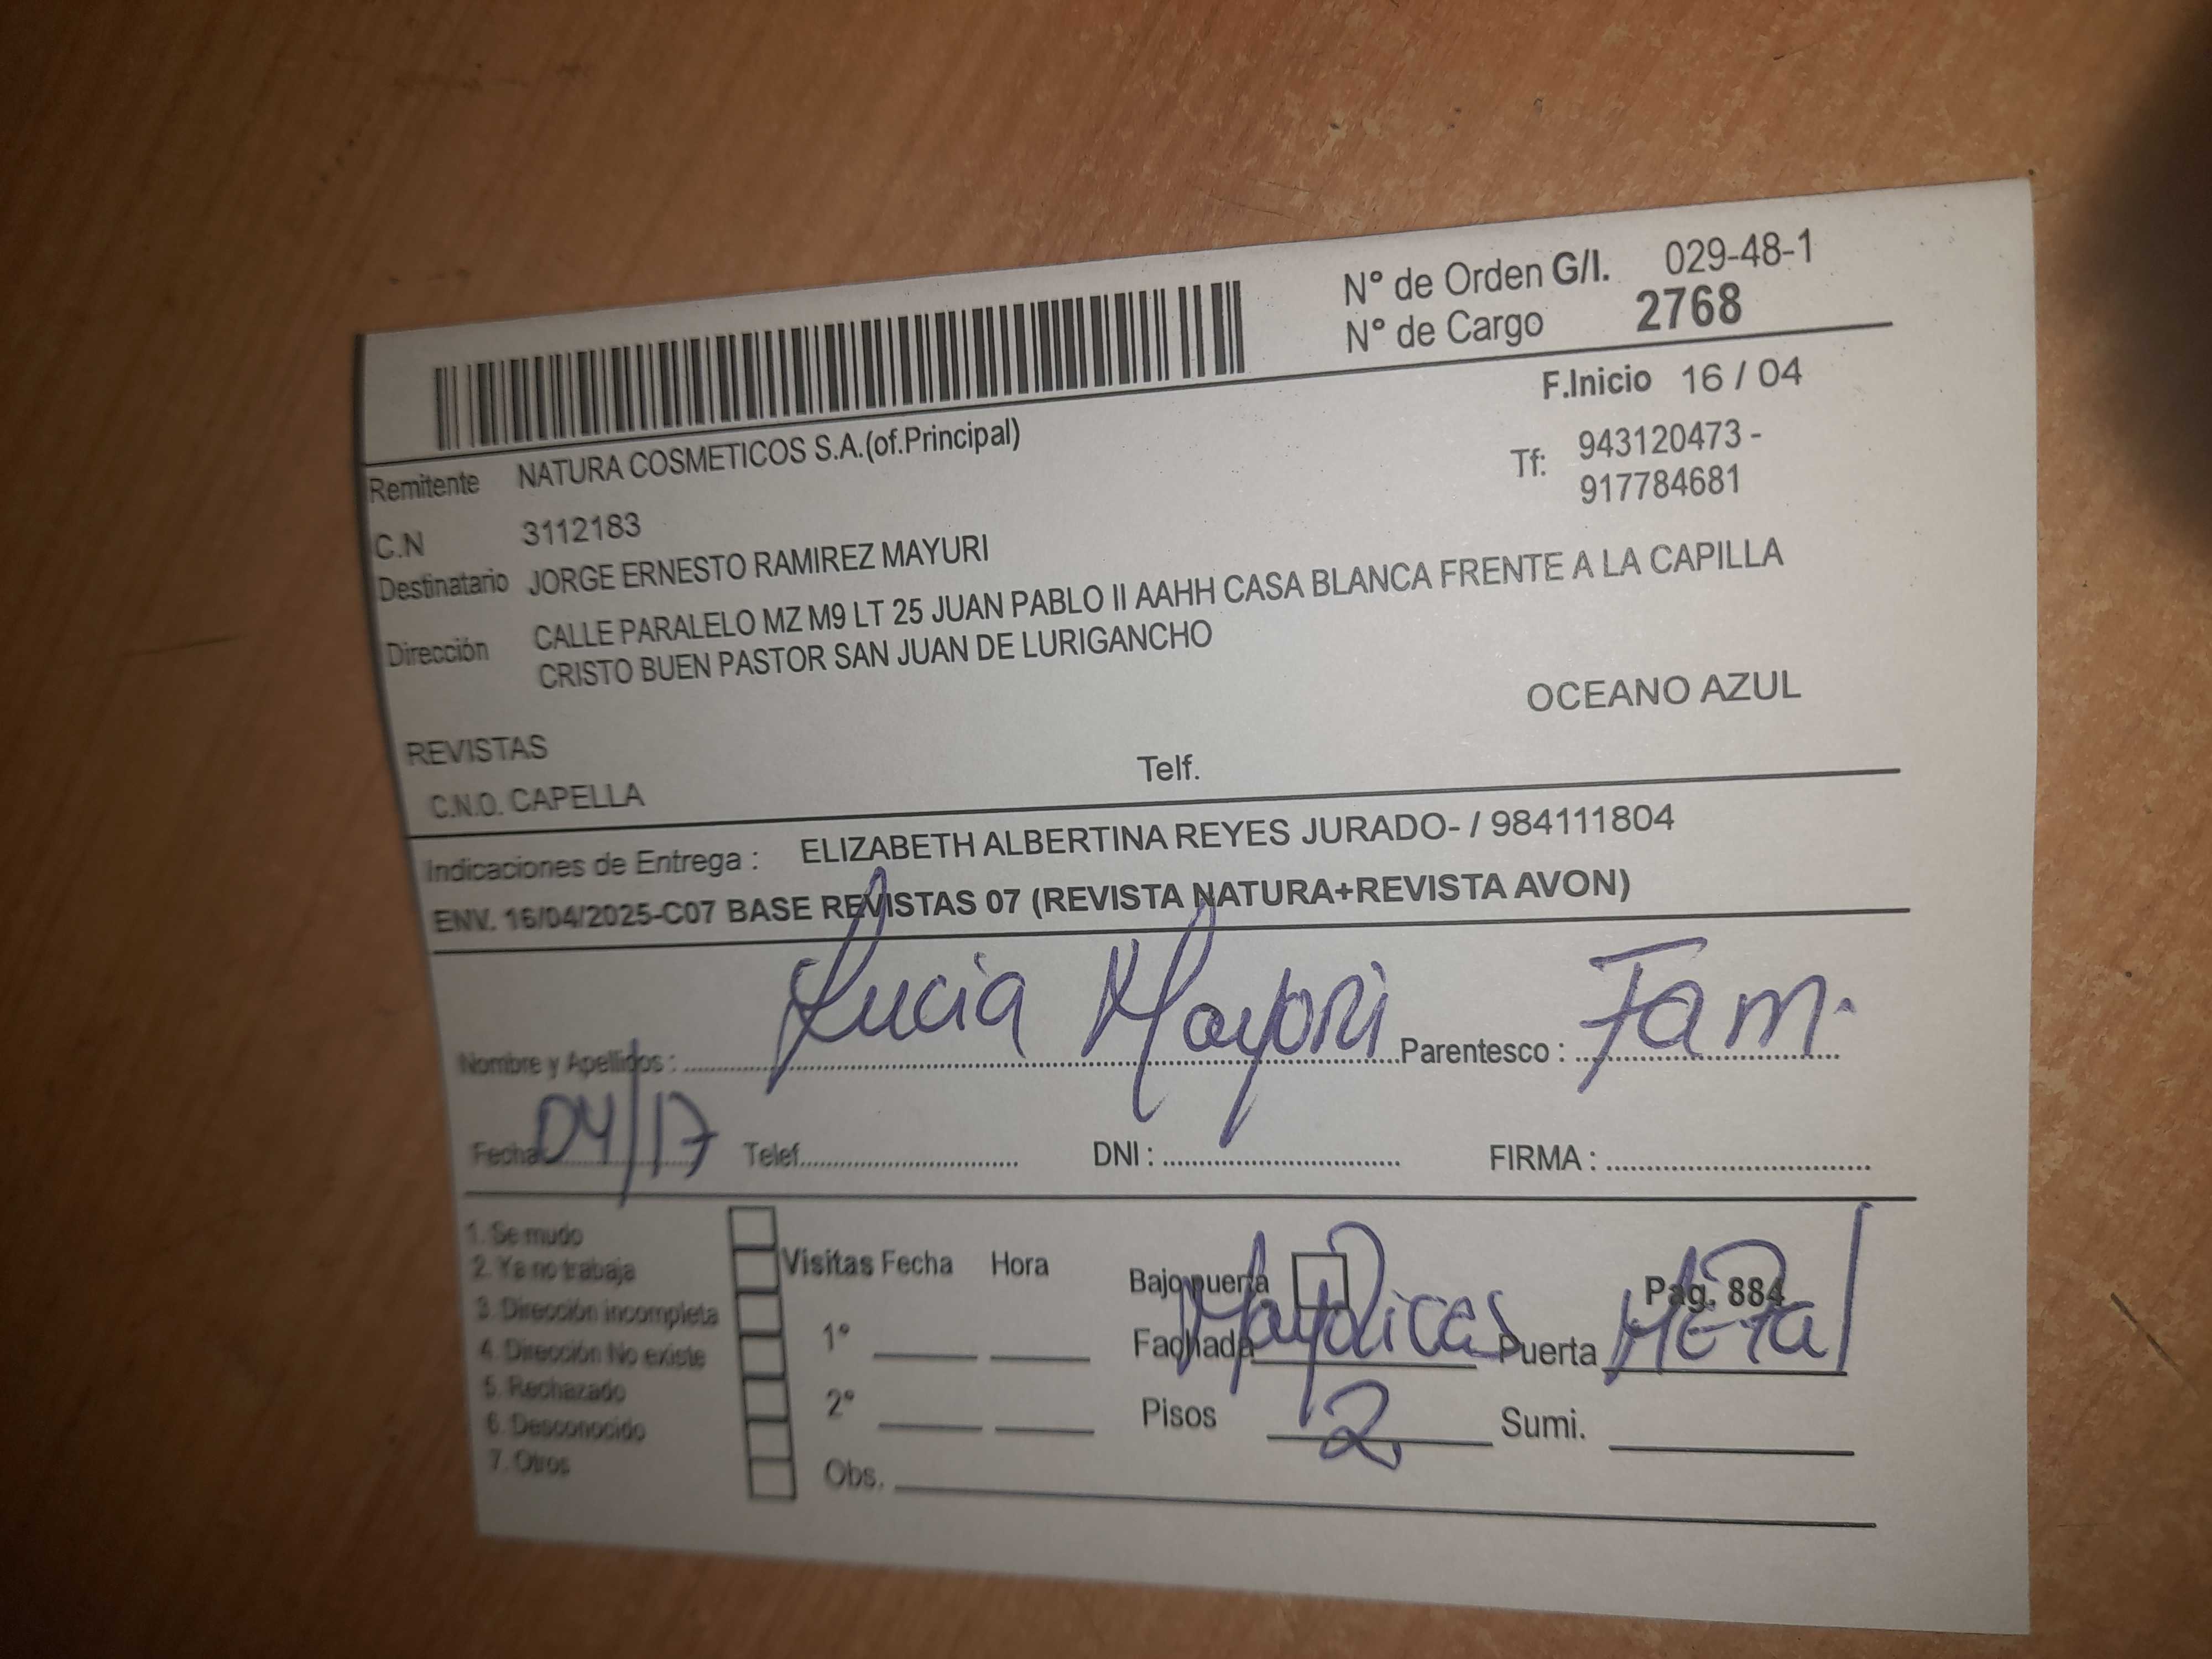 N° de Orden G/I. 029-48-1
N° de Cargo 2768
F.Inicio 16 / 04
Remitente NATURA COSMETICOS S.A.(of.Principal)
Tf: 943120473 -
917784681
C.N 3112183
Destinatario JORGE ERNESTO RAMIREZ MAYURI
Dirección CALLE PARALELO MZ M9 LT 25 JUAN PABLO II AAHH CASA BLANCA FRENTE A LA CAPILLA
CRISTO BUEN PASTOR SAN JUAN DE LURIGANCHO
OCEANO AZUL
REVISTAS
C.N.O. CAPELLA Telf.
Indicaciones de Entrega : ELIZABETH ALBERTINA REYES JURADO- / 984111804
ENV. 16/04/2025-C07 BASE REVISTAS 07 (REVISTA NATURA+REVISTA AVON)
Nombre y Apellidos : Lucia Mayori Parentesco : Fam.
Fecha 04/17 Telef. DNI : FIRMA :
1. Se mudo
2. Ya no trabaja
3. Dirección incompleta
4. Dirección No existe
5. Rechazado
6. Desconocido
7. Otros
Visitas Fecha Hora
1°
2°
Obs.
Bajo puerta Pag. 884
Fachada Mayolicas Puerta Metal
Pisos 2 Sumi.